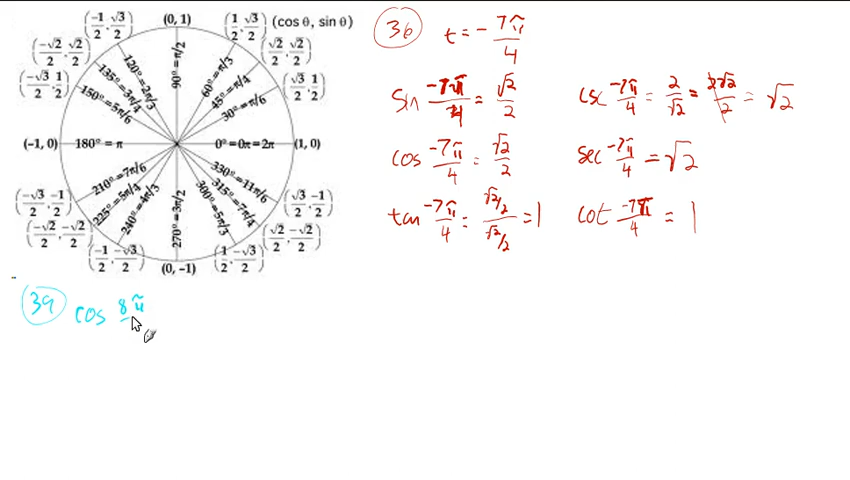 (0, 1)
(cos θ, sin θ)
(-1/2, √3/2)
(1/2, √3/2)
(-√2/2, √2/2)
(√2/2, √2/2)
(-√3/2, 1/2)
(√3/2, 1/2)
120° = 2π/3
90° = π/2
60° = π/3
135° = 3π/4
45° = π/4
150° = 5π/6
30° = π/6
(-1, 0)
180° = π
0° = 0π = 2π
(1, 0)
210° = 7π/6
330° = 11π/6
225° = 5π/4
315° = 7π/4
240° = 4π/3
270° = 3π/2
300° = 5π/3
(-√3/2, -1/2)
(√3/2, -1/2)
(-√2/2, -√2/2)
(√2/2, -√2/2)
(-1/2, -√3/2)
(1/2, -√3/2)
(0, -1)
36 t = - 7π/4
sin -7π/4 = √2/2
csc -7π/4 = 2/√2 = 2√2/2 = √2
cos -7π/4 = √2/2
sec -7π/4 = √2
tan -7π/4 = √2/2 / √2/2 = 1
cot -7π/4 = 1
39 cos 8π